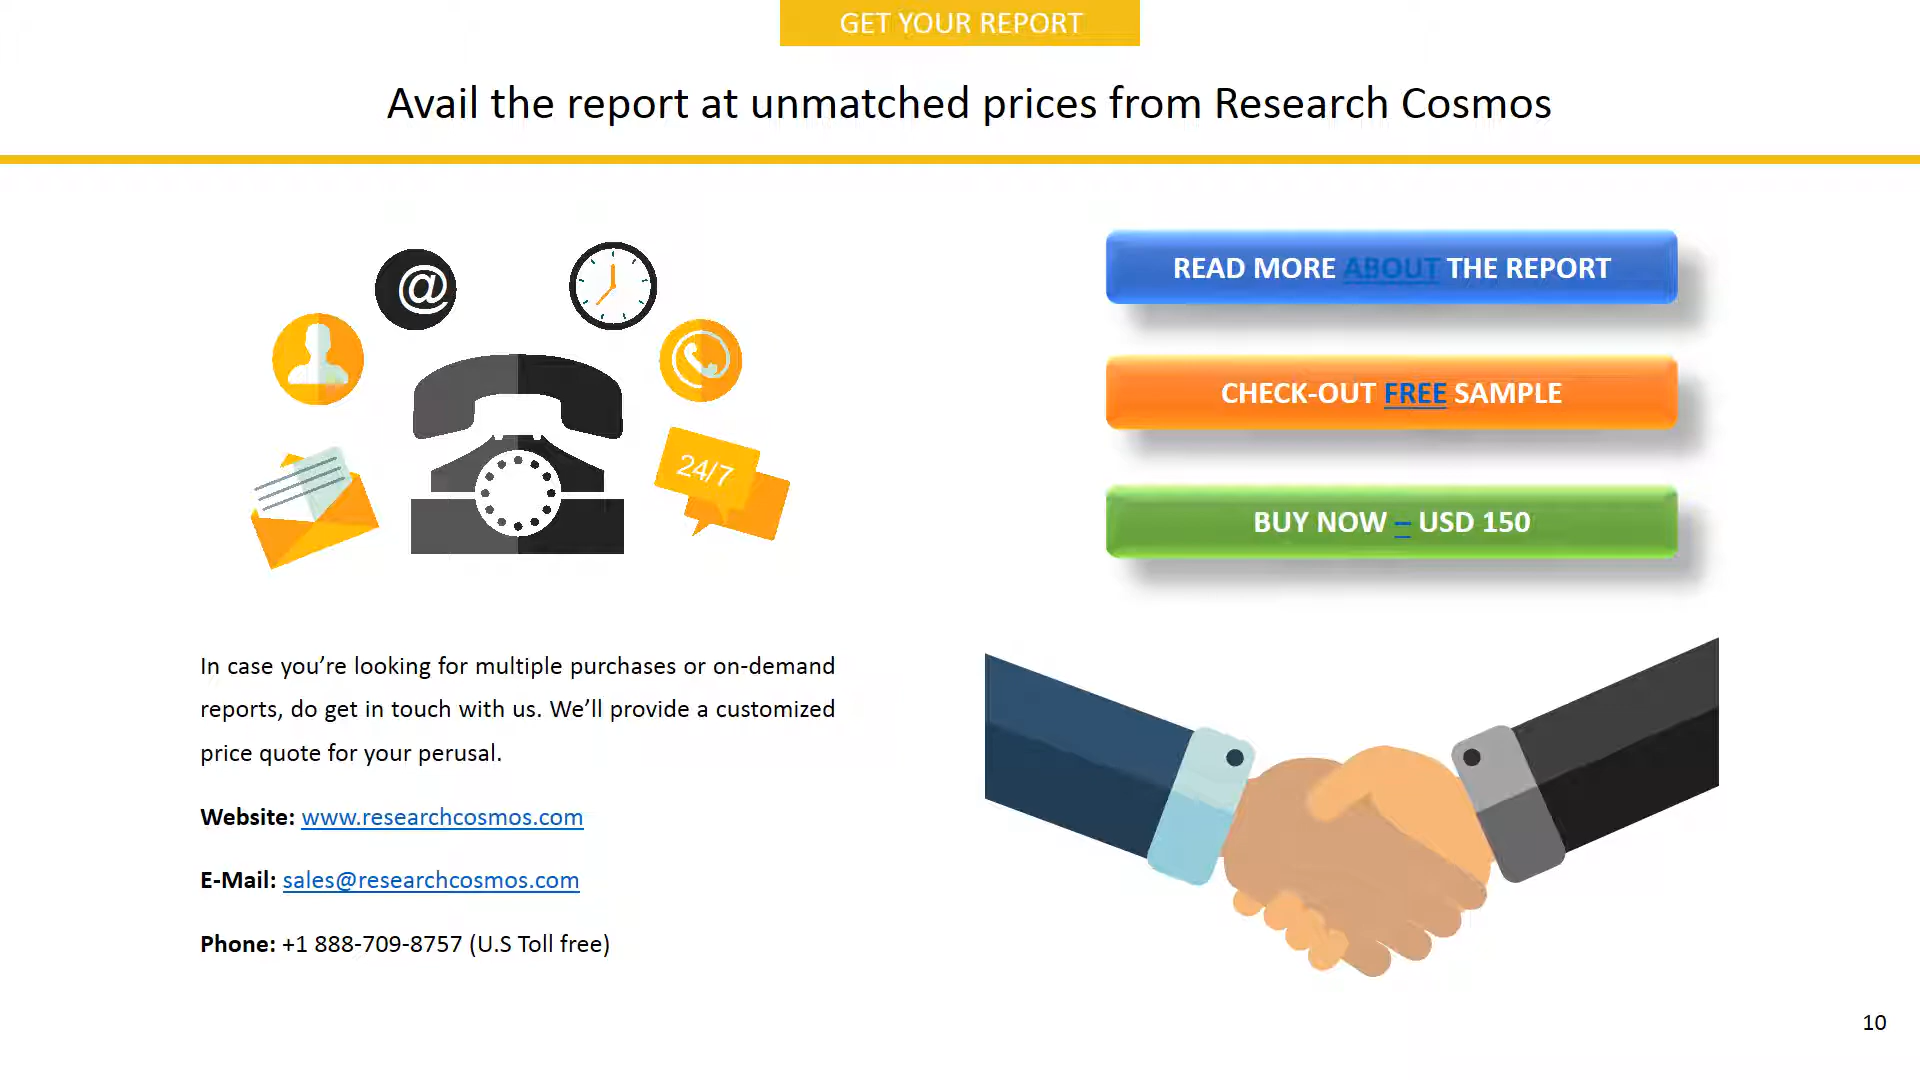 GET YOUR REPORT
Avail the report at unmatched prices from Research Cosmos
@
24/7
READ MORE ABOUT THE REPORT
CHECK-OUT FREE SAMPLE
BUY NOW – USD 150
In case you’re looking for multiple purchases or on-demand
reports, do get in touch with us. We’ll provide a customized
price quote for your perusal.
Website: www.researchcosmos.com
E-Mail: sales@researchcosmos.com
Phone: +1 888-709-8757 (U.S Toll free)
10